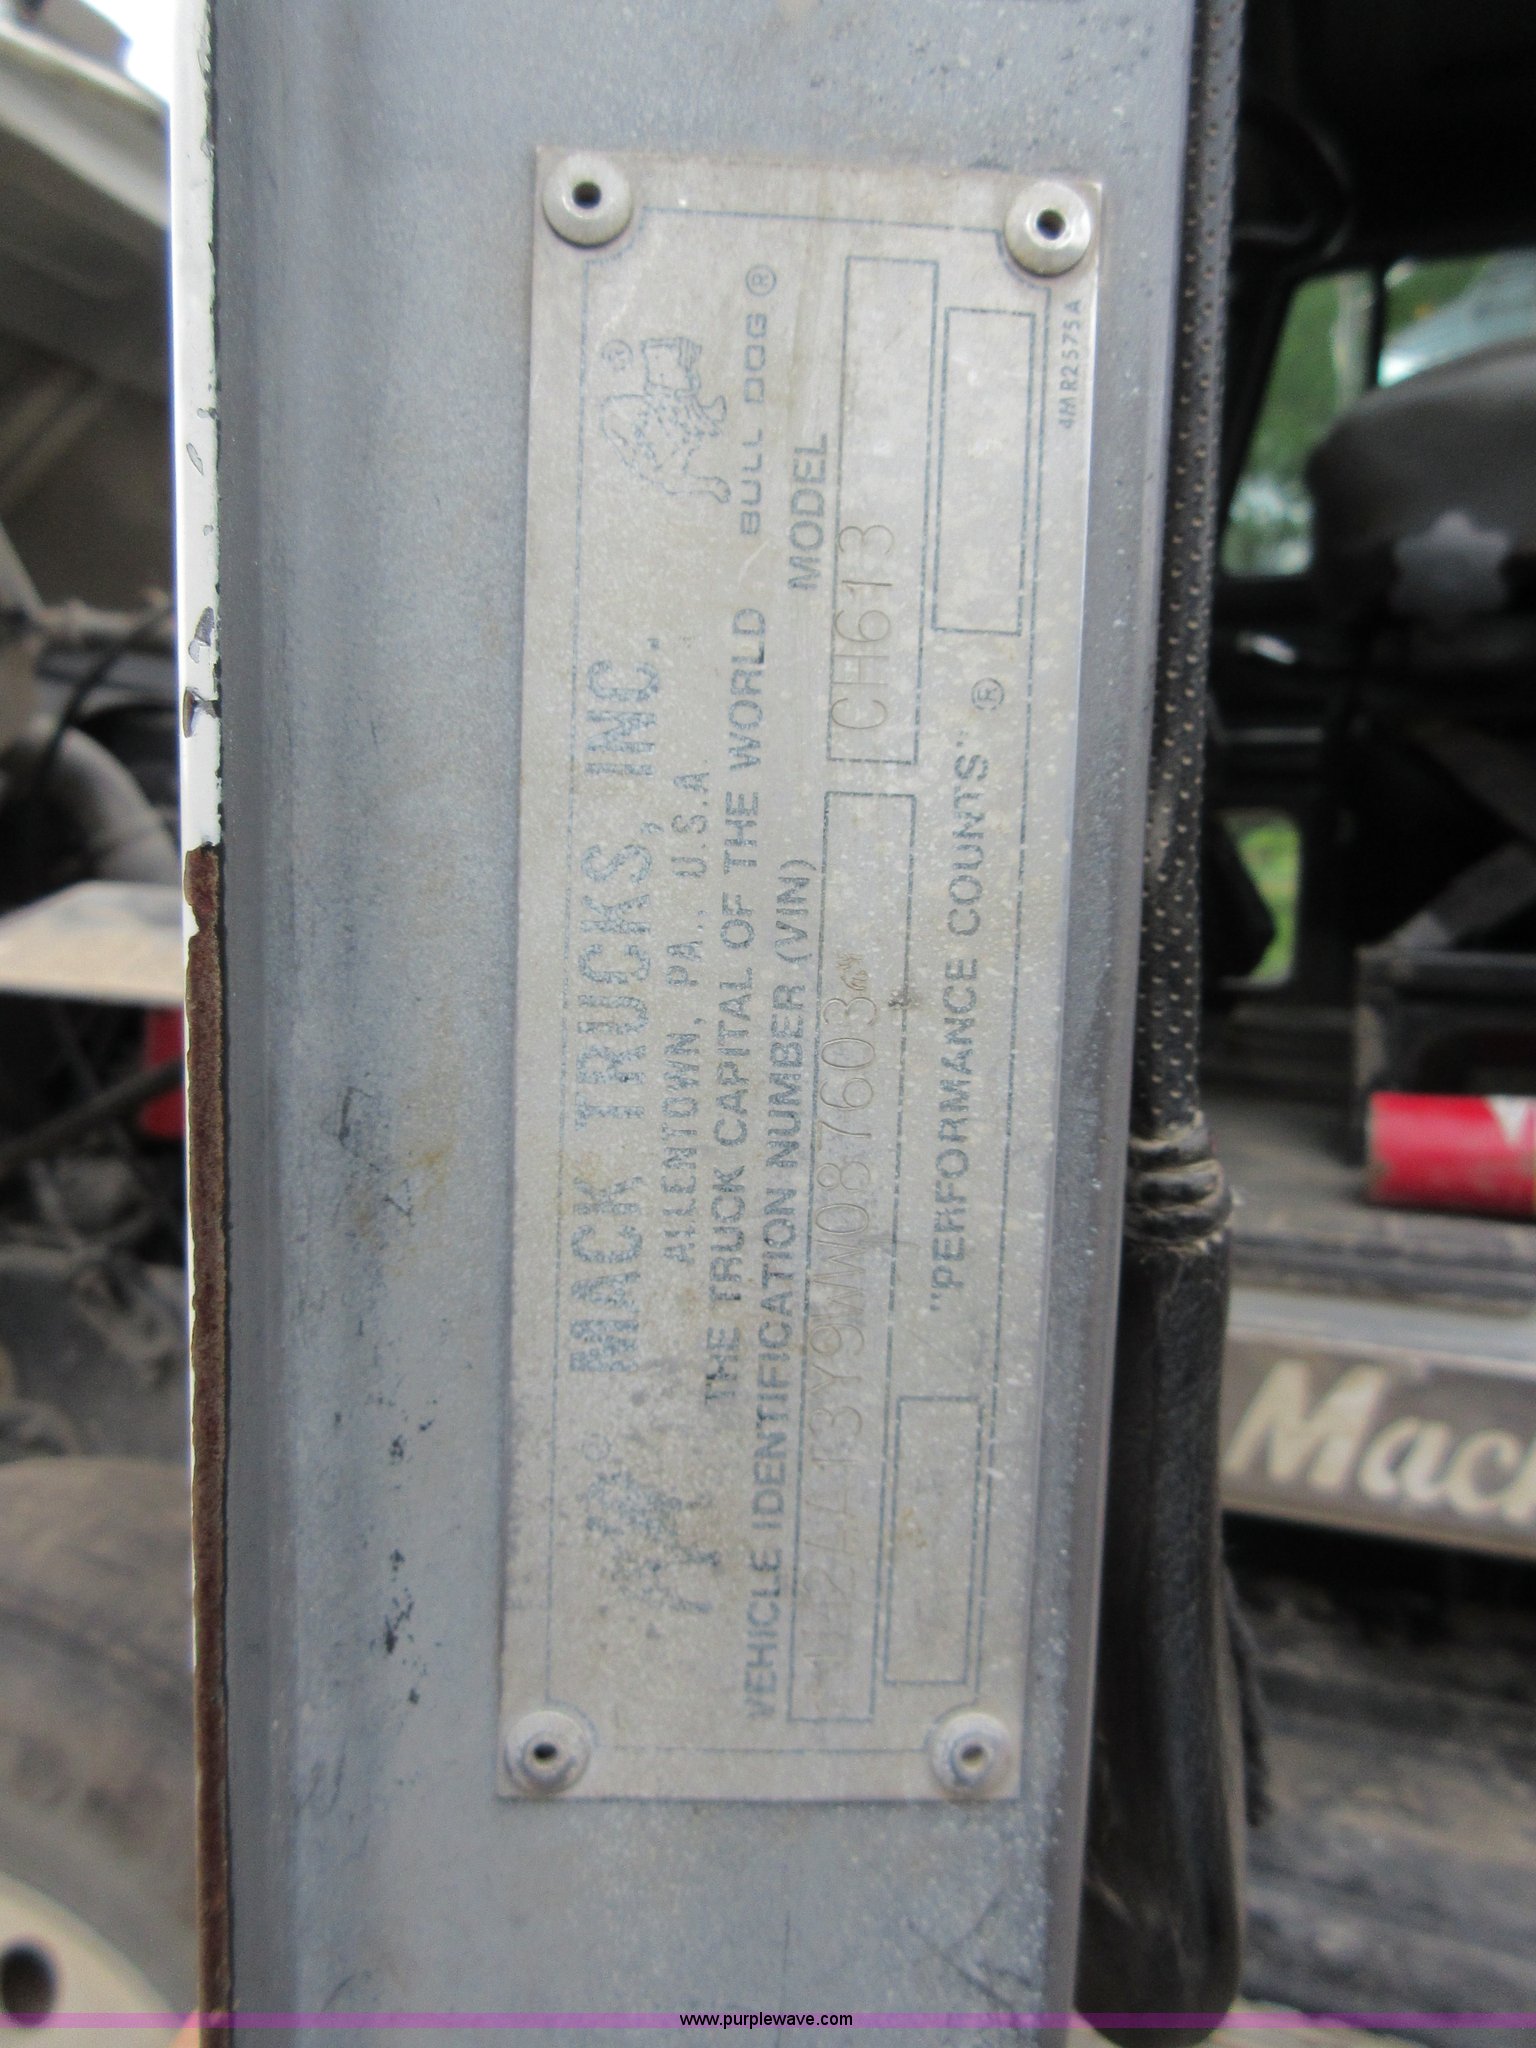 MACK TRUCKS, INC.
ALLENTOWN, PA., U.S.A.
THE TRUCK CAPITAL OF THE WORLD
BULL DOG ®
VEHICLE IDENTIFICATION NUMBER (VIN)
MODEL
1M2AA13Y9WW087603
CH613
"PERFORMANCE COUNTS" ®
4MR2575A
Mack
www.purplewave.com